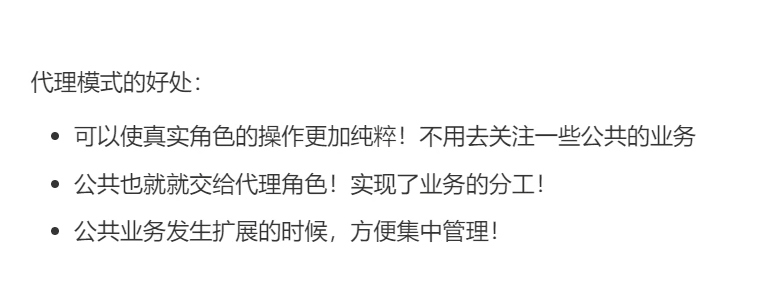 代理模式的好处：
可以使真实角色的操作更加纯粹！不用去关注一些公共的业务
公共也就就交给代理角色！实现了业务的分工！
公共业务发生扩展的时候，方便集中管理！